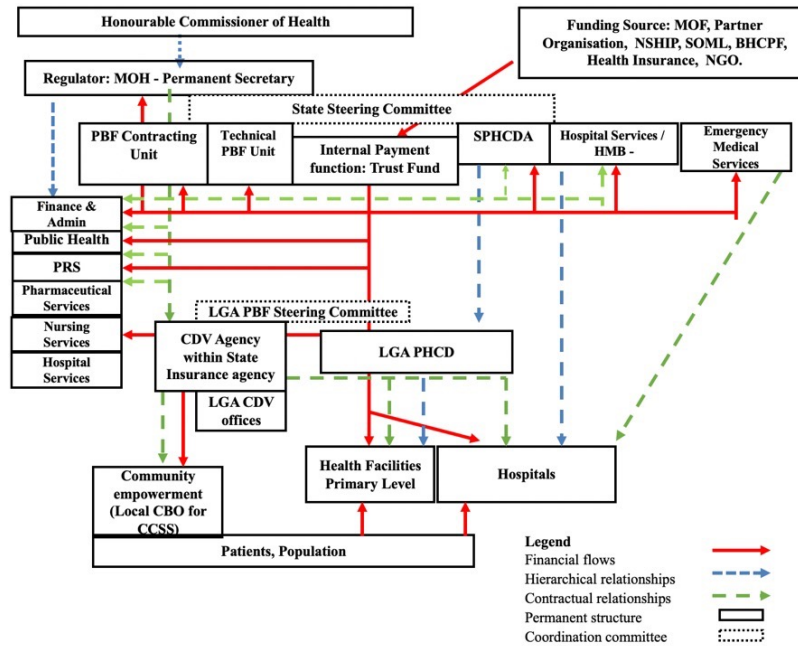 Honourable Commissioner of Health
Funding Source: MOF, Partner
Organisation, NSHIP, SOML, BHCPF,
Health Insurance, NGO.
Regulator: MOH - Permanent Secretary
State Steering Committee
PBF Contracting
Unit
Technical
PBF Unit
Internal Payment
function: Trust Fund
SPHCDA
Hospital Services /
HMB -
Emergency
Medical
Services
Finance &
Admin
Public Health
PRS
Pharmaceutical
Services
Nursing
Services
Hospital
Services
LGA PBF Steering Committee
CDV Agency
within State
Insurance agency
LGA PHCD
LGA CDV
offices
Health Facilities
Primary Level
Hospitals
Community
empowerment
(Local CBO for
CCSS)
Patients, Population
Legend
Financial flows
Hierarchical relationships
Contractual relationships
Permanent structure
Coordination committee